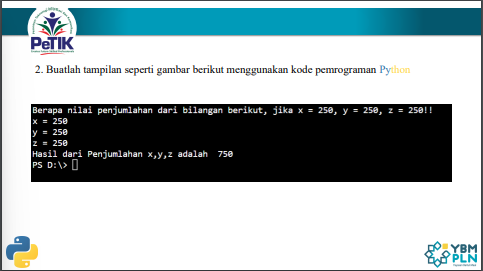 PeTIK
2. Buatlah tampilan seperti gambar berikut menggunakan kode pemrograman Python
Berapa nilai penjumlahan dari bilangan berikut, jika x = 250, y = 250, z = 250!!
x = 250
y = 250
z = 250
Hasil dari Penjumlahan x,y,z adalah  750
PS D:\>
YBM
PLN